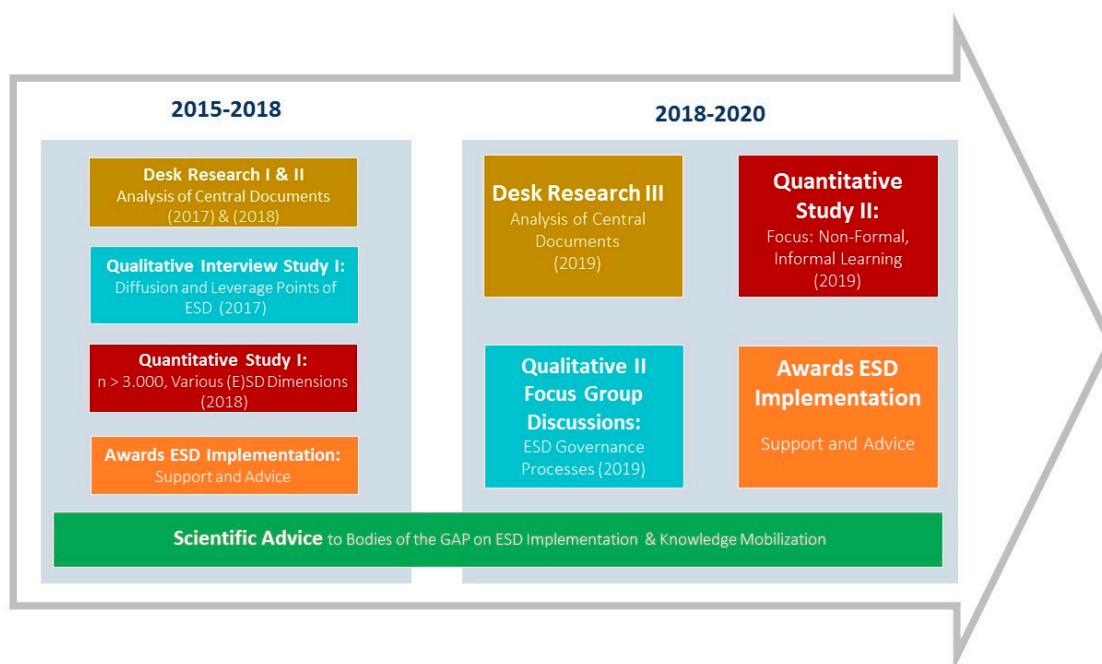 2015-2018
Desk Research I & II
Analysis of Central Documents
(2017) & (2018)
Qualitative Interview Study I:
Diffusion and Leverage Points of
ESD (2017)
Quantitative Study I:
n > 3.000, Various (E)SD Dimensions
(2018)
Awards ESD Implementation:
Support and Advice
2018-2020
Desk Research III
Analysis of Central
Documents
(2019)
Quantitative
Study II:
Focus: Non-Formal,
Informal Learning
(2019)
Qualitative II
Focus Group
Discussions:
ESD Governance
Processes (2019)
Awards ESD
Implementation
Support and Advice
Scientific Advice to Bodies of the GAP on ESD Implementation & Knowledge Mobilization